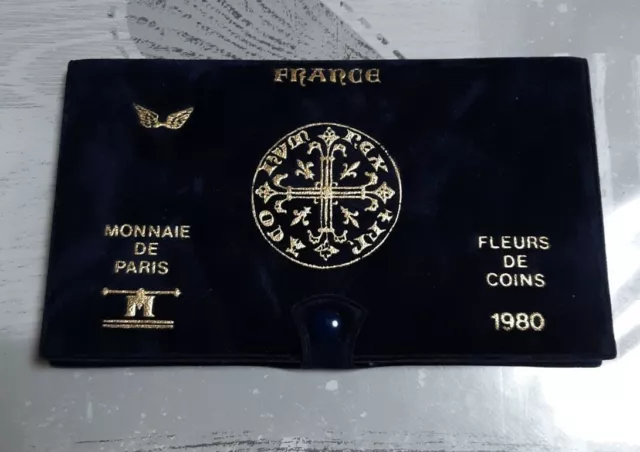 FRANCE
MONNAIE
DE
PARIS
M
FLEURS
DE
COINS
1980